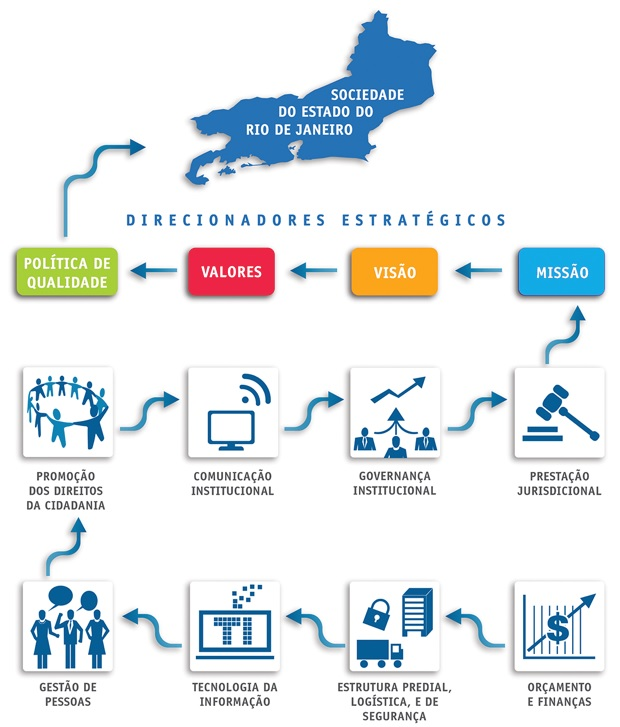 SOCIEDADE
DO ESTADO DO
RIO DE JANEIRO
DIRECIONADORES ESTRATÉGICOS
POLÍTICA DE
QUALIDADE
VALORES
VISÃO
MISSÃO
PROMOÇÃO
DOS DIREITOS
DA CIDADANIA
COMUNICAÇÃO
INSTITUCIONAL
GOVERNANÇA
INSTITUCIONAL
PRESTAÇÃO
JURISDICIONAL
TI
$
GESTÃO DE
PESSOAS
TECNOLOGIA DA
INFORMAÇÃO
ESTRUTURA PREDIAL,
LOGÍSTICA, E DE
SEGURANÇA
ORÇAMENTO
E FINANÇAS